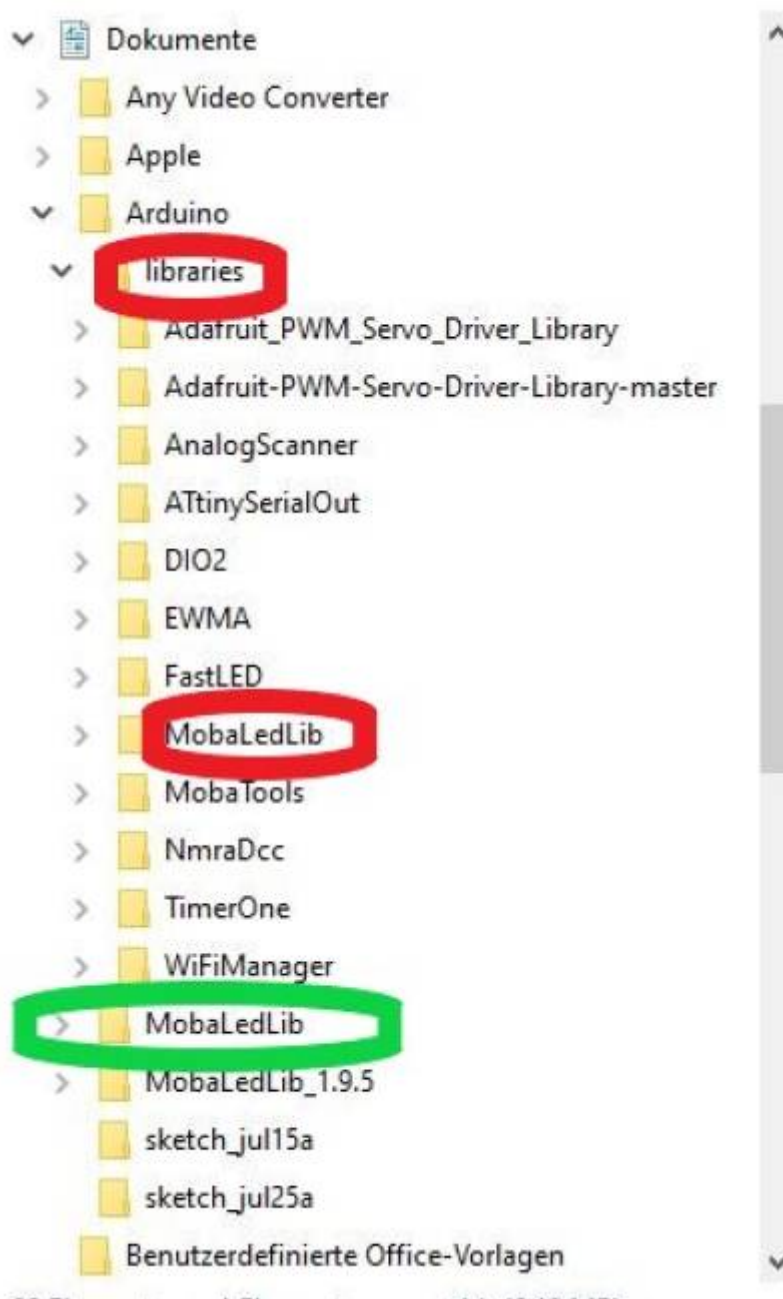 Dokumente
Any Video Converter
Apple
Arduino
libraries
Adafruit_PWM_Servo_Driver_Library
Adafruit-PWM-Servo-Driver-Library-master
AnalogScanner
ATtinySerialOut
DIO2
EWMA
FastLED
MobaLedLib
MobaTools
NmraDcc
TimerOne
WiFiManager
MobaLedLib
MobaLedLib_1.9.5
sketch_jul15a
sketch_jul25a
Benutzerdefinierte Office-Vorlagen